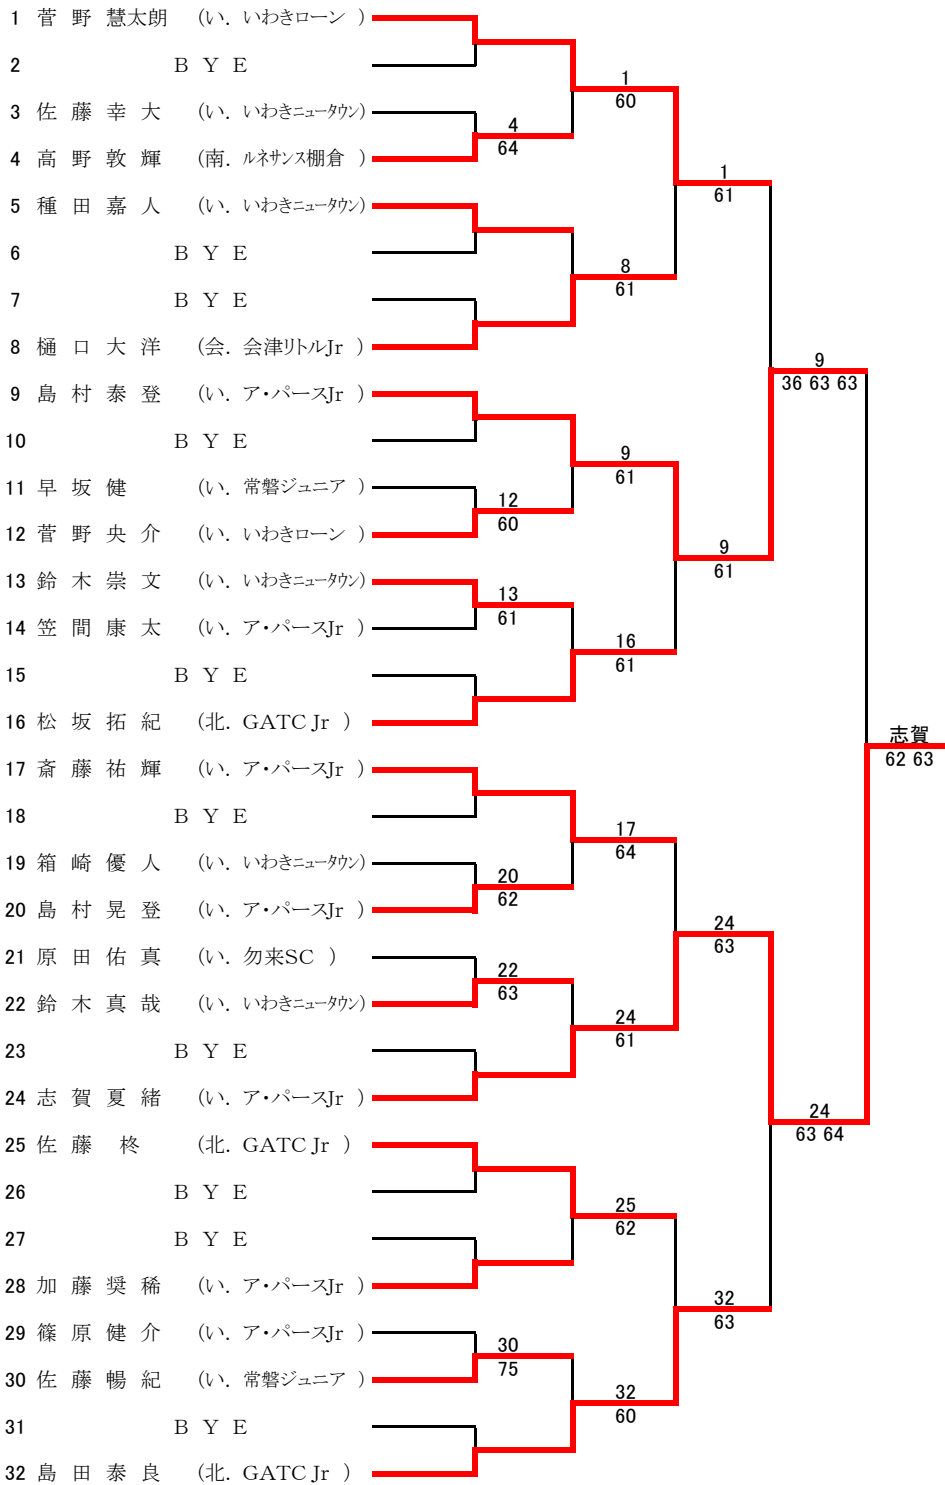 1 菅野慧太朗 (い. いわきローン )
2 BYE
3 佐藤幸大 (い. いわきニュータウン)
4 高野敦輝 (南. ルネサンス棚倉 )
5 種田嘉人 (い. いわきニュータウン)
6 BYE
7 BYE
8 樋口大洋 (会. 会津リトルJr )
9 島村泰登 (い. ア・パースJr )
10 BYE
11 早坂健 (い. 常磐ジュニア )
12 菅野央介 (い. いわきローン )
13 鈴木崇文 (い. いわきニュータウン)
14 笠間康太 (い. ア・パースJr )
15 BYE
16 松坂拓紀 (北. GATC Jr )
17 斎藤祐輝 (い. ア・パースJr )
18 BYE
19 箱崎優人 (い. いわきニュータウン)
20 島村晃登 (い. ア・パースJr )
21 原田佑真 (い. 勿来SC )
22 鈴木真哉 (い. いわきニュータウン)
23 BYE
24 志賀夏緒 (い. ア・パースJr )
25 佐藤柊 (北. GATC Jr )
26 BYE
27 BYE
28 加藤奨稀 (い. ア・パースJr )
29 篠原健介 (い. ア・パースJr )
30 佐藤暢紀 (い. 常磐ジュニア )
31 BYE
32 島田泰良 (北. GATC Jr )
4
64
12
60
13
61
20
62
22
63
30
75
1
60
8
61
9
61
16
61
17
64
24
61
25
62
32
60
1
61
9
61
24
63
32
63
9
36 63 63
24
63 64
志賀
62 63